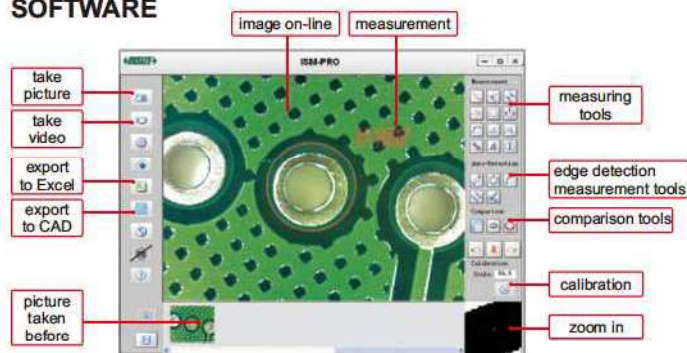 SOFTWARE
image on-line
measurement
ISM-PRO
take
picture
take
video
export
to Excel
export
to CAD
picture
taken
before
Measurement
measuring
tools
edge detection
measurement tools
Comparison
comparison tools
Calibration
Scale:
calibration
zoom in